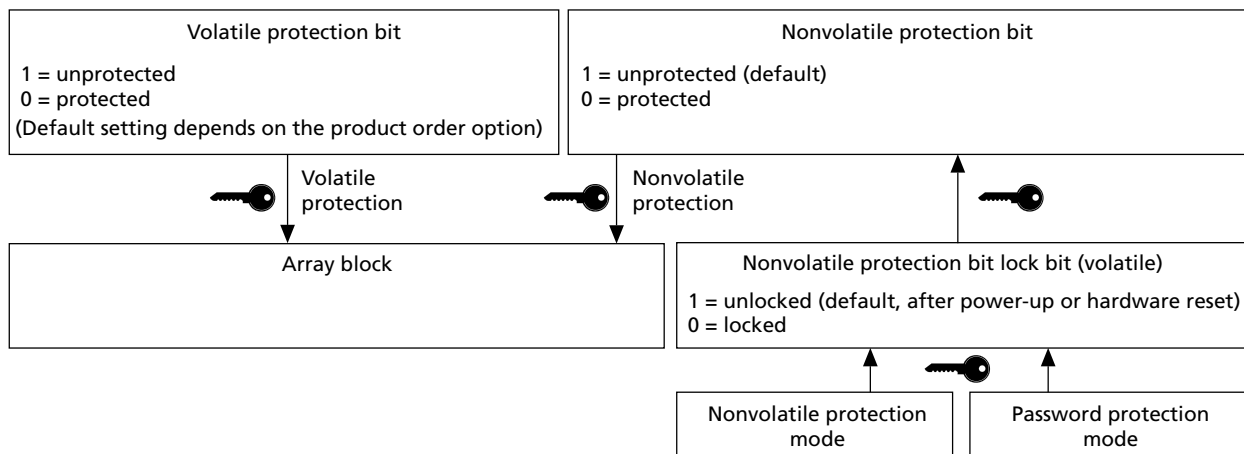 Volatile protection bit
1 = unprotected
0 = protected
(Default setting depends on the product order option)
Nonvolatile protection bit
1 = unprotected (default)
0 = protected
Volatile
protection
Nonvolatile
protection
Array block
Nonvolatile protection bit lock bit (volatile)
1 = unlocked (default, after power-up or hardware reset)
0 = locked
Nonvolatile protection
mode
Password protection
mode